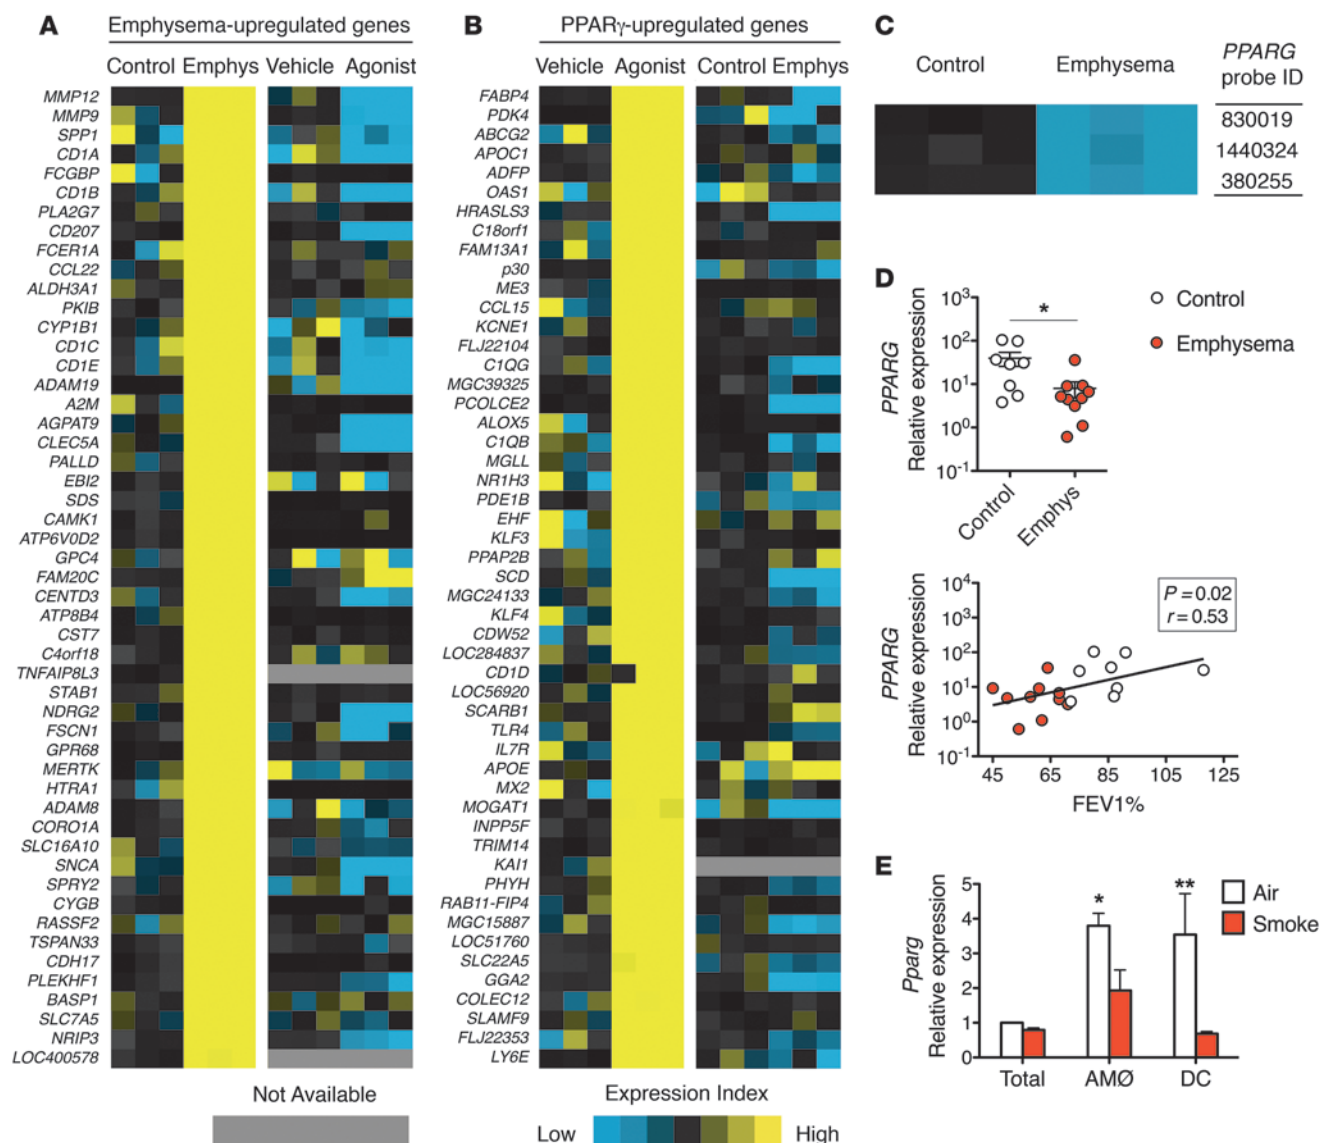 A
Emphysema-upregulated genes
Control Emphys Vehicle Agonist
MMP12
MMP9
SPP1
CD1A
FCGBP
CD1B
PLA2G7
CD207
FCER1A
CCL22
ALDH3A1
PKIB
CYP1B1
CD1C
CD1E
ADAM19
A2M
AGPAT9
CLEC5A
PALLD
EBI2
SDS
CAMK1
ATP6V0D2
GPC4
FAM20C
CENTD3
ATP8B4
CST7
C4orf18
TNFAIP8L3
STAB1
NDRG2
FSCN1
GPR68
MERTK
HTRA1
ADAM8
CORO1A
SLC16A10
SNCA
SPRY2
CYGB
RASSF2
TSPAN33
CDH17
PLEKHF1
BASP1
SLC7A5
NRIP3
LOC400578
Not Available
B
PPARγ-upregulated genes
Vehicle Agonist Control Emphys
FABP4
PDK4
ABCG2
APOC1
ADFP
OAS1
HRASLS3
C18orf1
FAM13A1
p30
ME3
CCL15
KCNE1
FLJ22104
C1QG
MGC39325
PCOLCE2
ALOX5
C1QB
MGLL
NR1H3
PDE1B
EHF
KLF3
PPAP2B
SCD
MGC24133
KLF4
CDW52
LOC284837
CD1D
LOC56920
SCARB1
TLR4
IL7R
APOE
MX2
MOGAT1
INPP5F
TRIM14
KAI1
PHYH
RAB11-FIP4
MGC15887
LOC51760
SLC22A5
GGA2
COLEC12
SLAMF9
FLJ22353
LY6E
Expression Index
Low High
C
Control Emphysema PPARG
probe ID
830019
1440324
380255
D
PPARG
Relative expression
10³
10²
10¹
10⁰
10⁻¹
*
Control Emphys
Control
Emphysema
PPARG
Relative expression
10⁴
10³
10²
10¹
10⁰
10⁻¹
P = 0.02
r = 0.53
45 65 85 105 125
FEV1%
E
Pparg
Relative expression
5
4
3
2
1
0
* **
Air
Smoke
Total AMØ DC